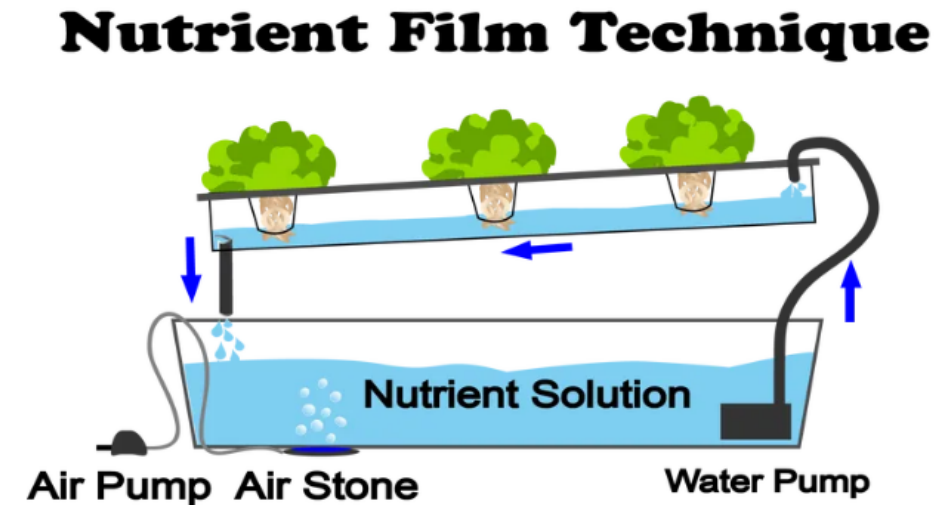 Nutrient Film Technique
Nutrient Solution
Air Pump Air Stone
Water Pump